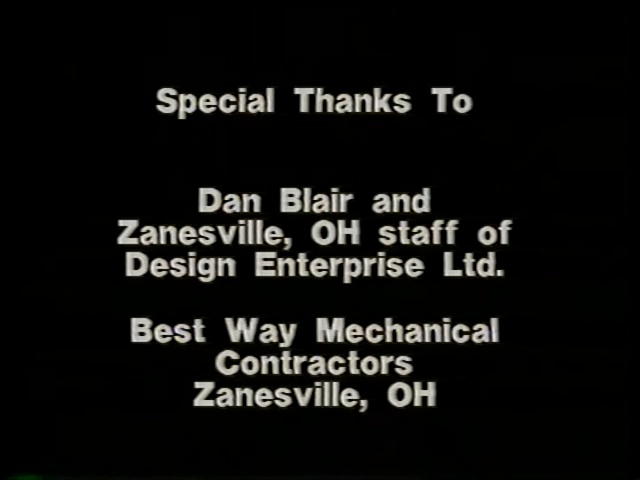 Special Thanks To
Dan Blair and
Zanesville, OH staff of
Design Enterprise Ltd.
Best Way Mechanical
Contractors
Zanesville, OH